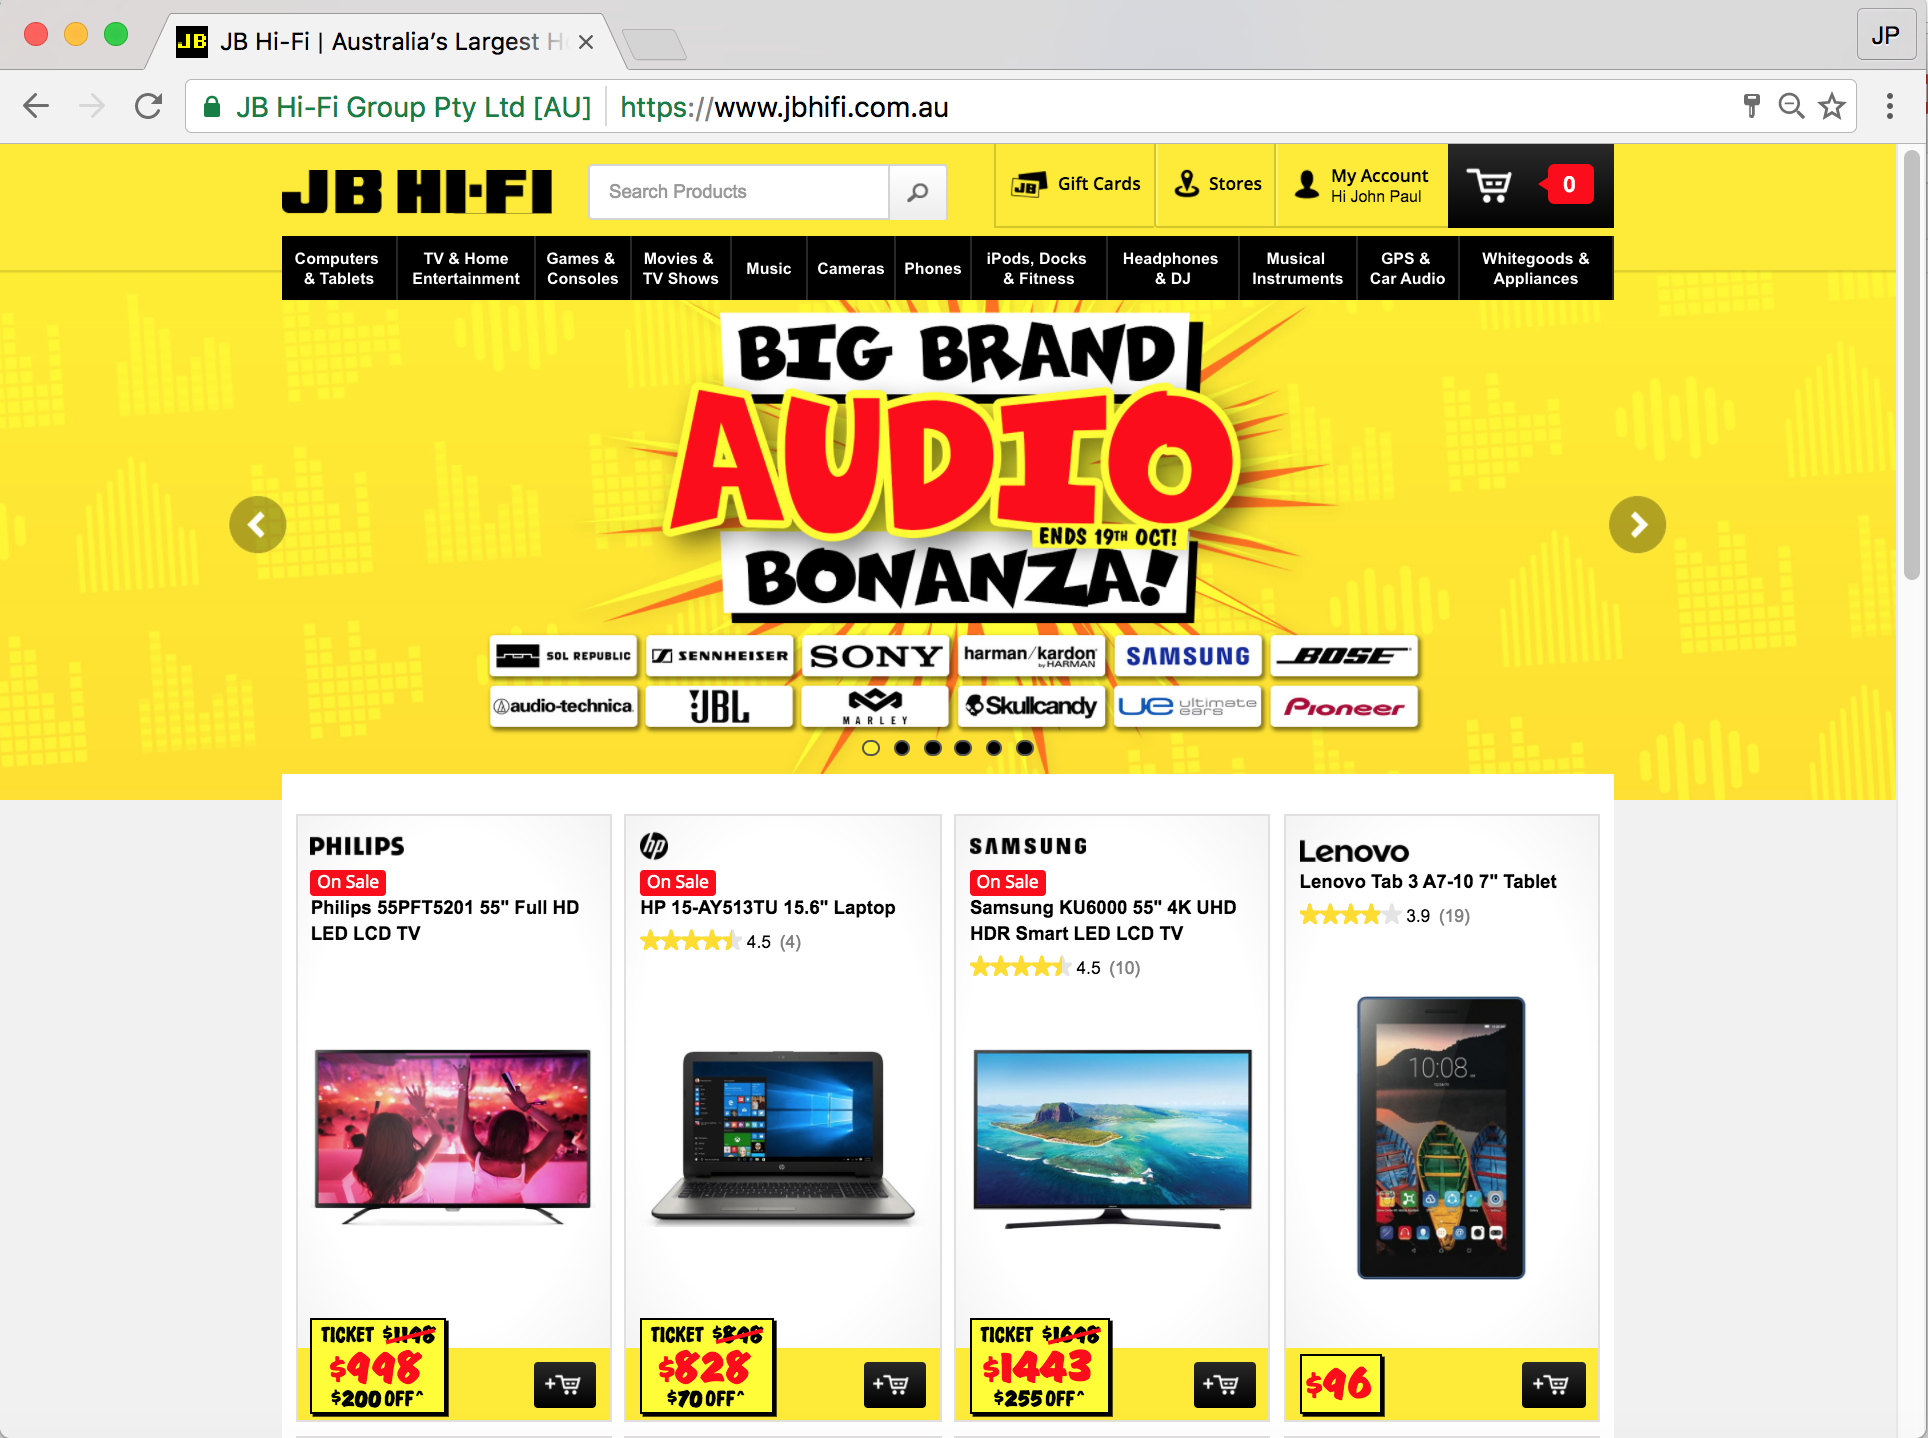 JB Hi-Fi | Australia's Largest H
JP
JB Hi-Fi Group Pty Ltd [AU] https://www.jbhifi.com.au
JB HI-FI
Search Products
Gift Cards
Stores
My Account
Hi John Paul
0
Computers & Tablets
TV & Home Entertainment
Games & Consoles
Movies & TV Shows
Music
Cameras
Phones
iPods, Docks & Fitness
Headphones & DJ
Musical Instruments
GPS & Car Audio
Whitegoods & Appliances
BIG BRAND
AUDIO
ENDS 19TH OCT!
BONANZA!
SOL REPUBLIC SENNHEISER SONY harman/kardon by HARMAN SAMSUNG BOSE
audio-technica JBL MARLEY Skullcandy UE ultimate ears Pioneer
PHILIPS
On Sale
Philips 55PFT5201 55" Full HD
LED LCD TV
TICKET $1198
$998
$200 OFF^
hp
On Sale
HP 15-AY513TU 15.6" Laptop
4.5 (4)
TICKET $898
$828
$70 OFF^
SAMSUNG
On Sale
Samsung KU6000 55" 4K UHD
HDR Smart LED LCD TV
4.5 (10)
TICKET $1698
$1443
$255 OFF^
Lenovo
Lenovo Tab 3 A7-10 7" Tablet
3.9 (19)
10:08
$96